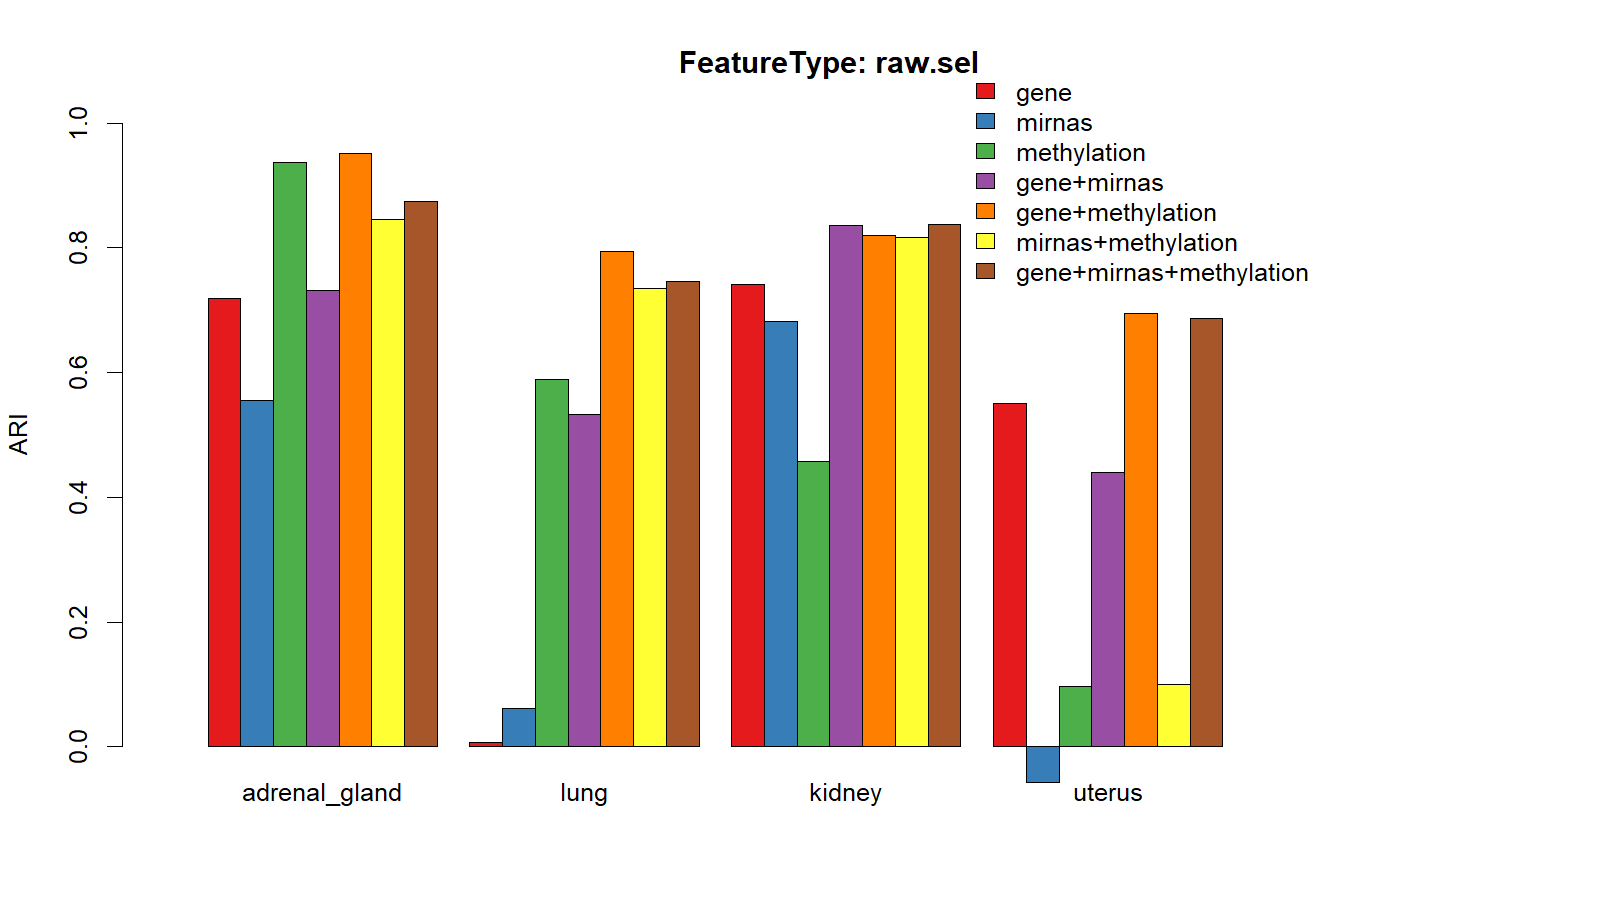 FeatureType: raw.sel
gene
mirnas
methylation
gene+mirnas
gene+methylation
mirnas+methylation
gene+mirnas+methylation
ARI
1.0
0.8
0.6
0.4
0.2
0.0
adrenal_gland
lung
kidney
uterus